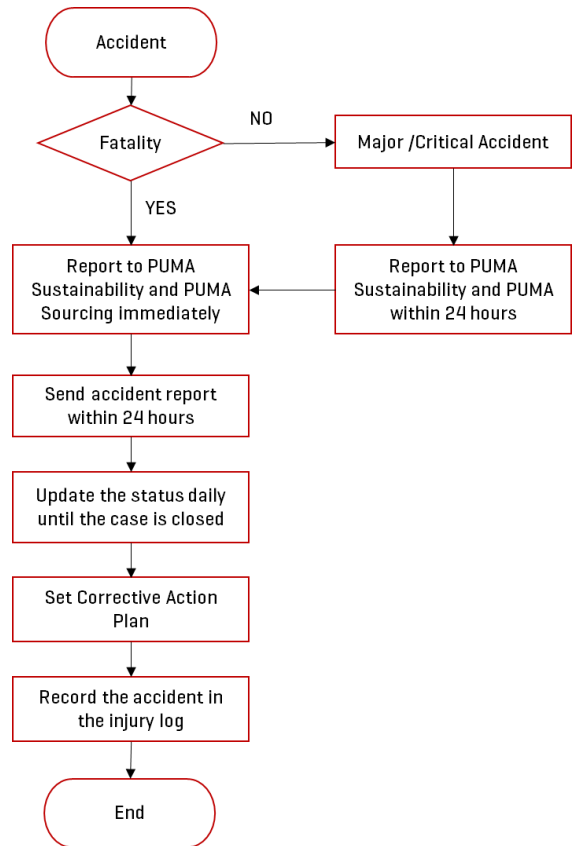 Accident
Fatality
NO
Major /Critical Accident
YES
Report to PUMA
Sustainability and PUMA
Sourcing immediately
Report to PUMA
Sustainability and PUMA
within 24 hours
Send accident report
within 24 hours
Update the status daily
until the case is closed
Set Corrective Action
Plan
Record the accident in
the injury log
End